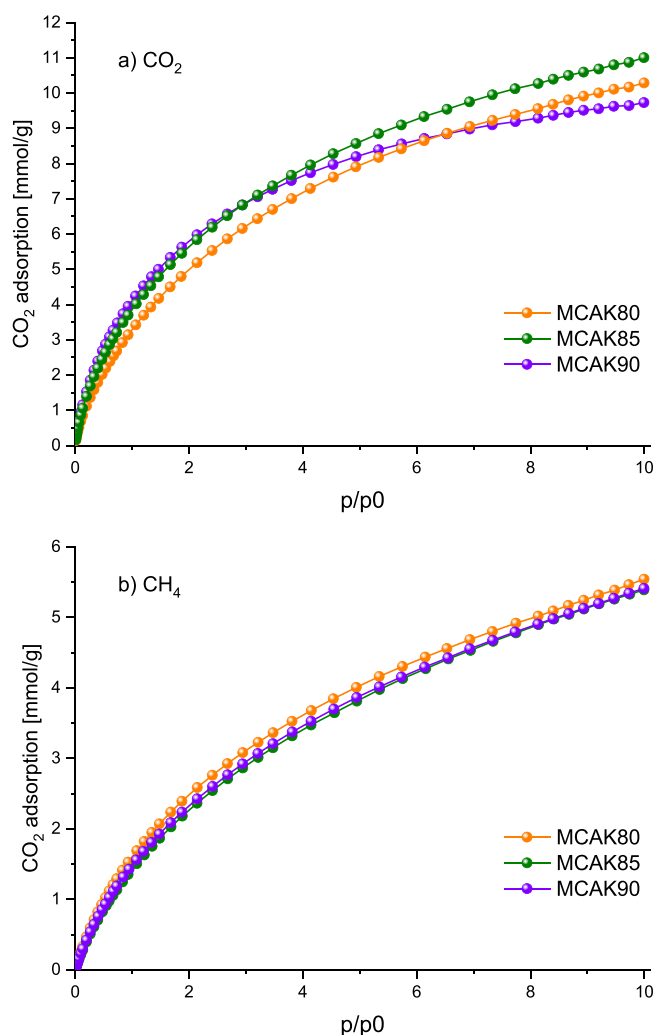 a) CO₂
CO₂ adsorption [mmol/g]
12
11
10
9
8
7
6
5
4
3
2
1
0
MCAK80
MCAK85
MCAK90
0 2 4 6 8 10
p/p0
b) CH₄
CO₂ adsorption [mmol/g]
6
5
4
3
2
1
0
MCAK80
MCAK85
MCAK90
0 2 4 6 8 10
p/p0